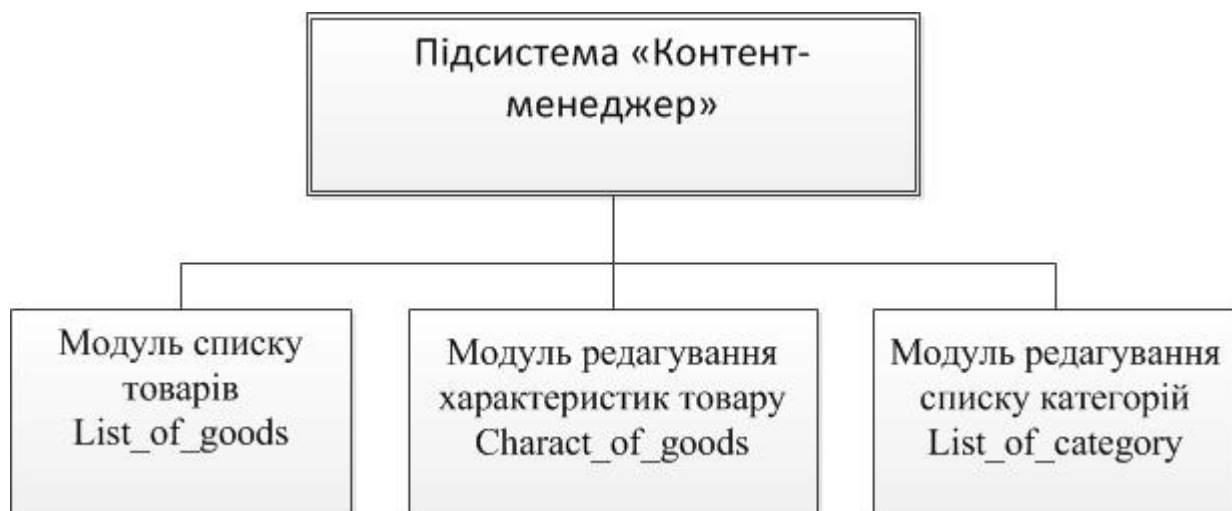 Підсистема «Контент-
менеджер»
Модуль списку
товарів
List_of_goods
Модуль редагування
характеристик товару
Charact_of_goods
Модуль редагування
списку категорій
List_of_category